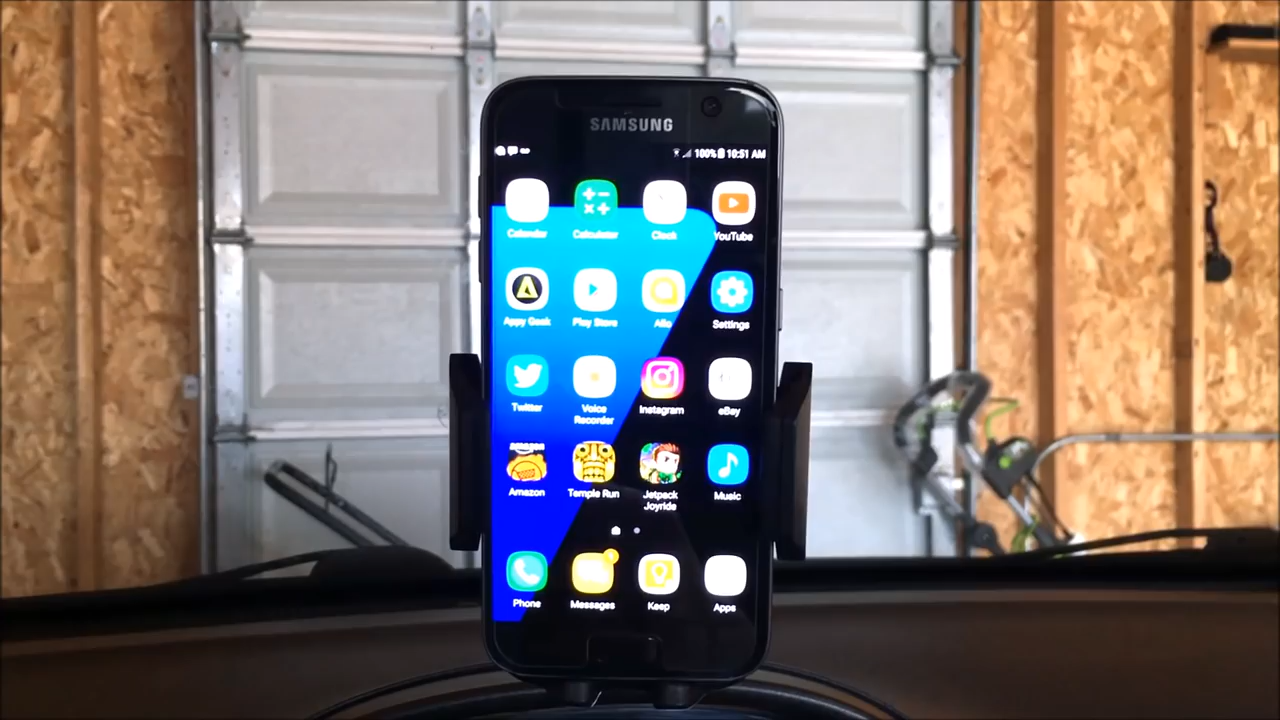 SAMSUNG
100% 10:51 AM
Calendar Calculator Clock YouTube
Appy Geek Play Store Allo Settings
Twitter Voice Recorder Instagram eBay
amazon
Amazon Temple Run Jetpack Joyride Music
Phone Messages Keep Apps